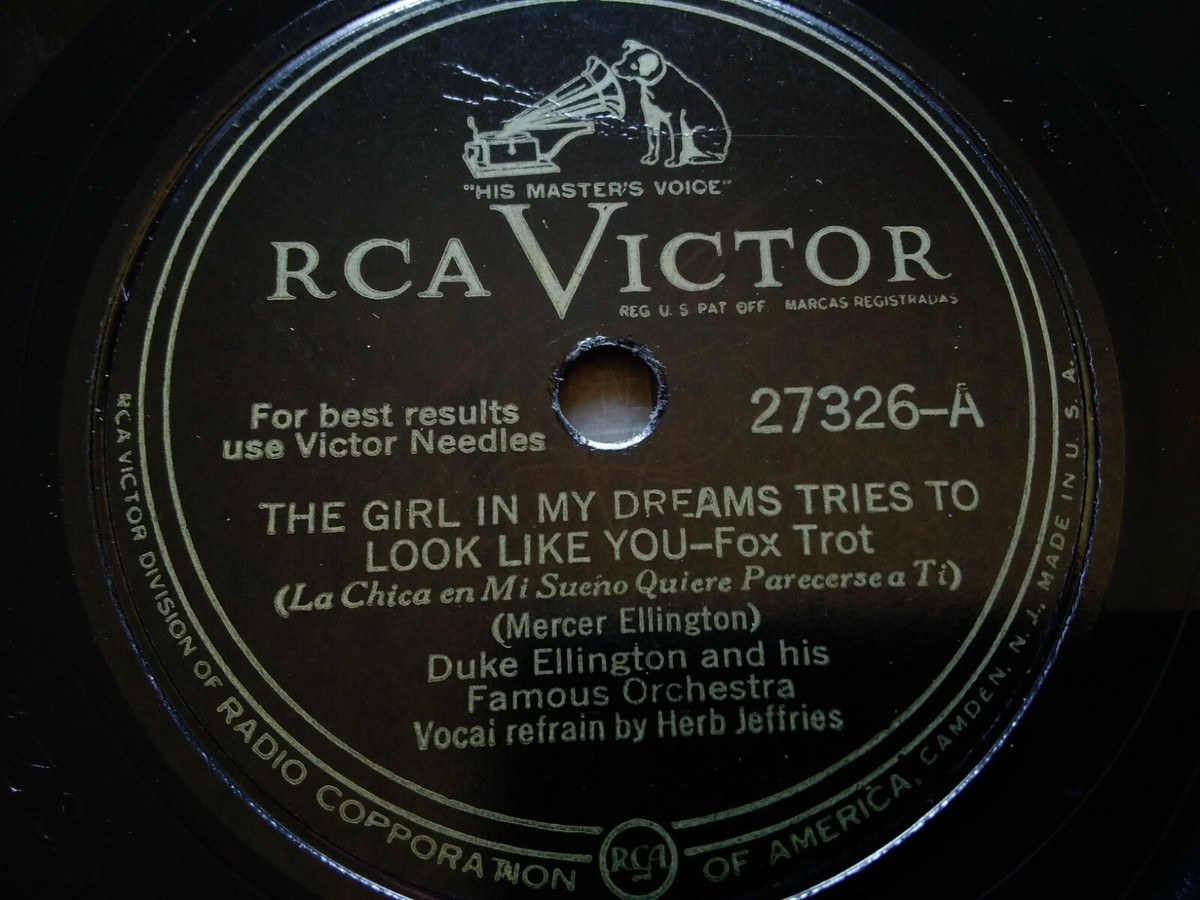 "HIS MASTER'S VOICE"
RCA VICTOR
REG. U. S. PAT. OFF. MARCAS REGISTRADAS
For best results
use Victor Needles
27326-A
THE GIRL IN MY DREAMS TRIES TO
LOOK LIKE YOU-Fox Trot
(La Chica en Mi Sueño Quiere Parecerse a Ti)
(Mercer Ellington)
Duke Ellington and his
Famous Orchestra
Vocal refrain by Herb Jeffries
RCA VICTOR DIVISION OF RADIO CORPORATION OF AMERICA, CAMDEN, N. J., MADE IN U. S. A.
RCA